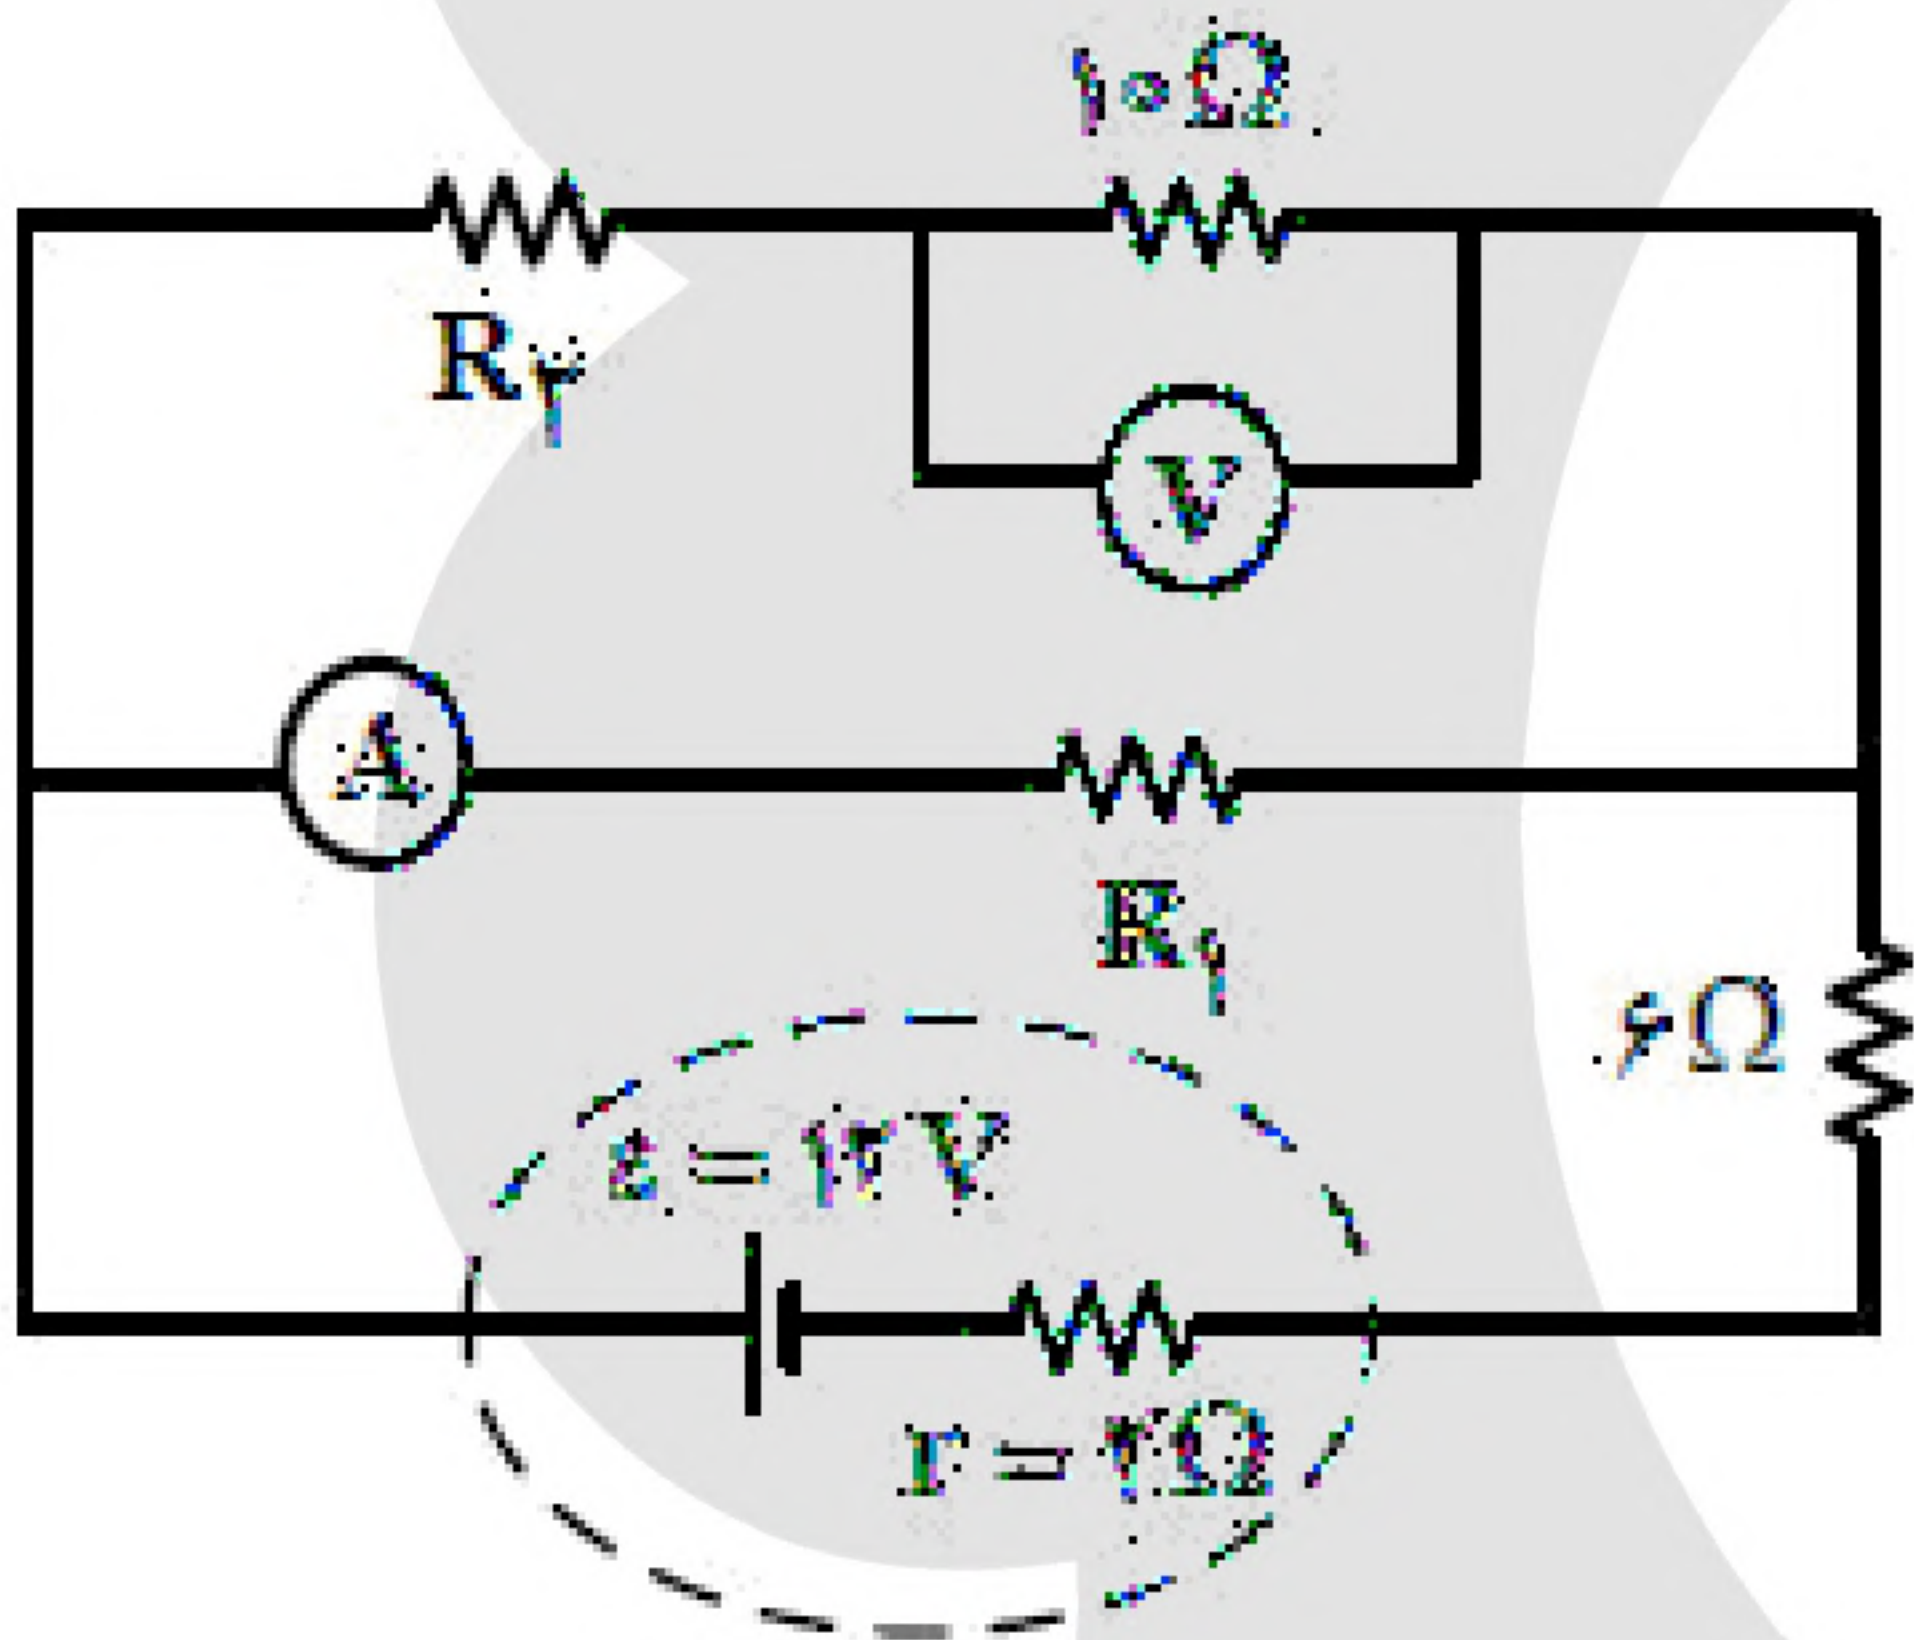 ۱۰Ω
R۲
V
A
R۱
۶Ω
ε = ۱۲V
r = ۲Ω